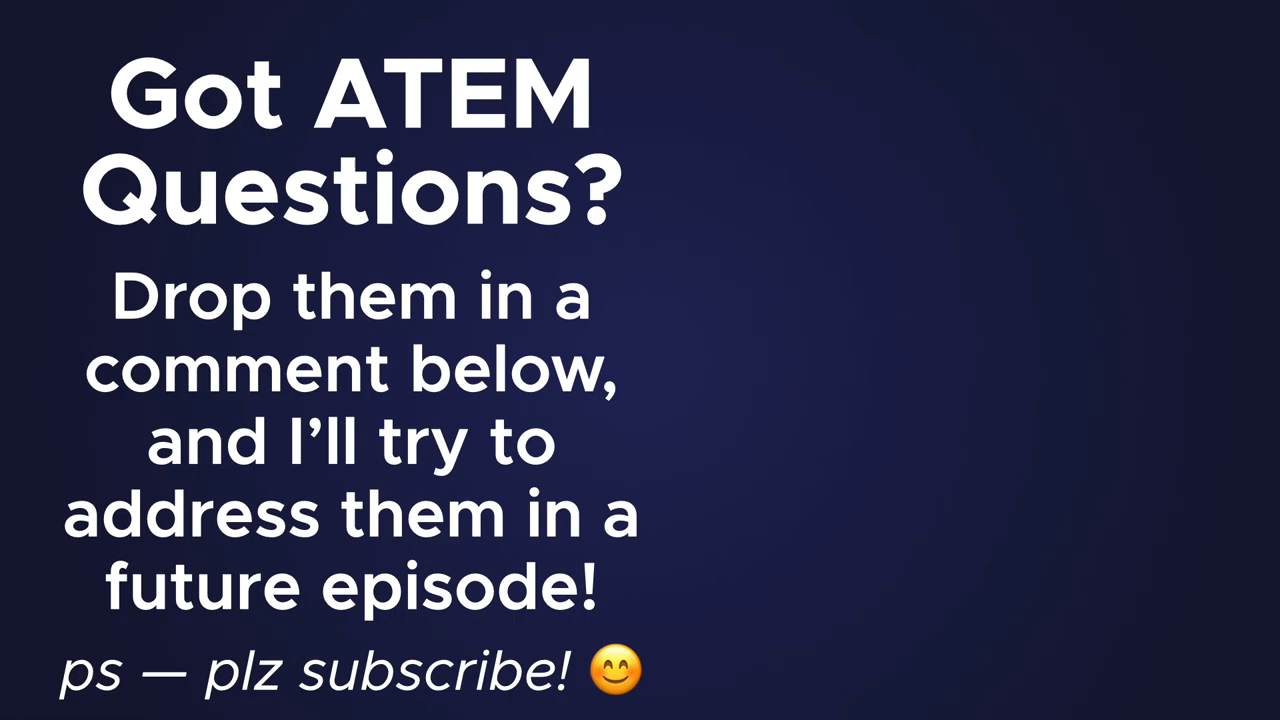 Got ATEM
Questions?
Drop them in a
comment below,
and I’ll try to
address them in a
future episode!
ps — plz subscribe! 😊